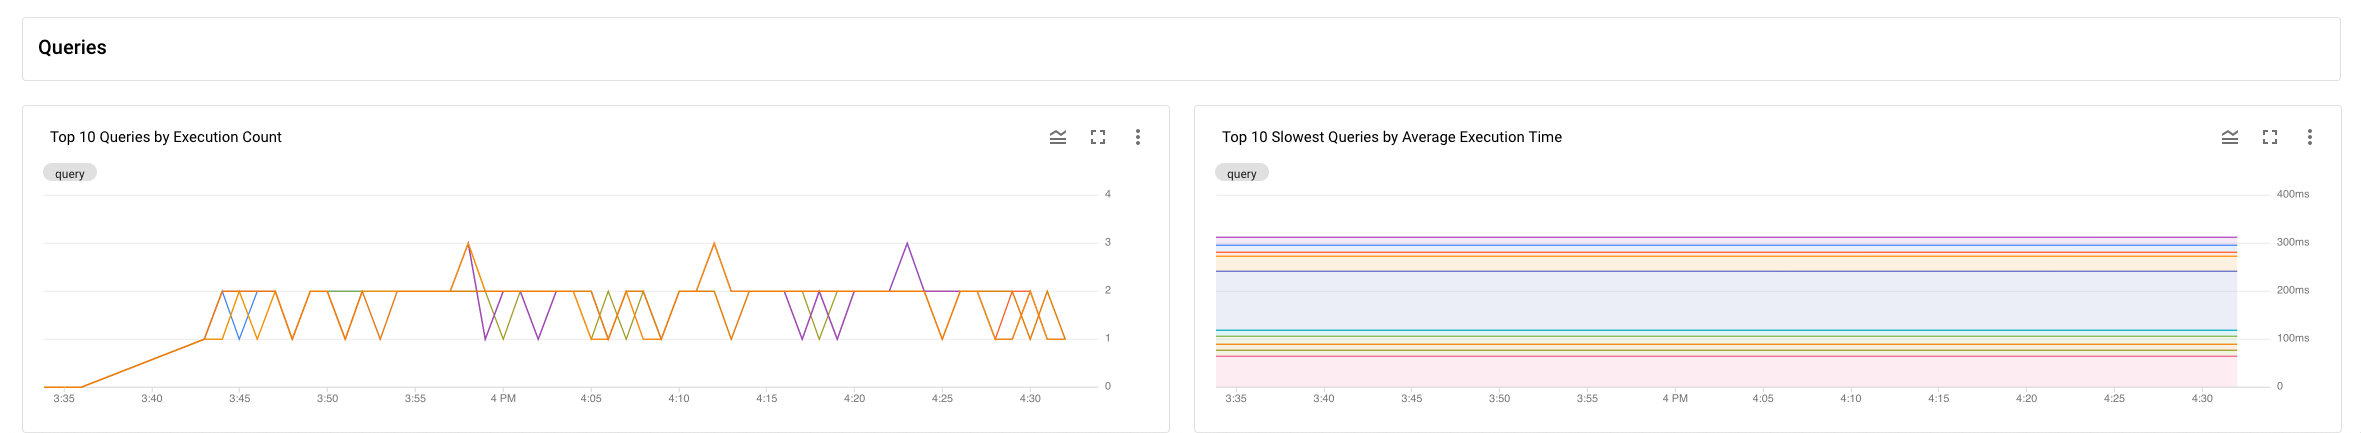 Queries
Top 10 Queries by Execution Count
query
4
3
2
1
0
3:35 3:40 3:45 3:50 3:55 4 PM 4:05 4:10 4:15 4:20 4:25 4:30
Top 10 Slowest Queries by Average Execution Time
query
400ms
300ms
200ms
100ms
0
3:35 3:40 3:45 3:50 3:55 4 PM 4:05 4:10 4:15 4:20 4:25 4:30